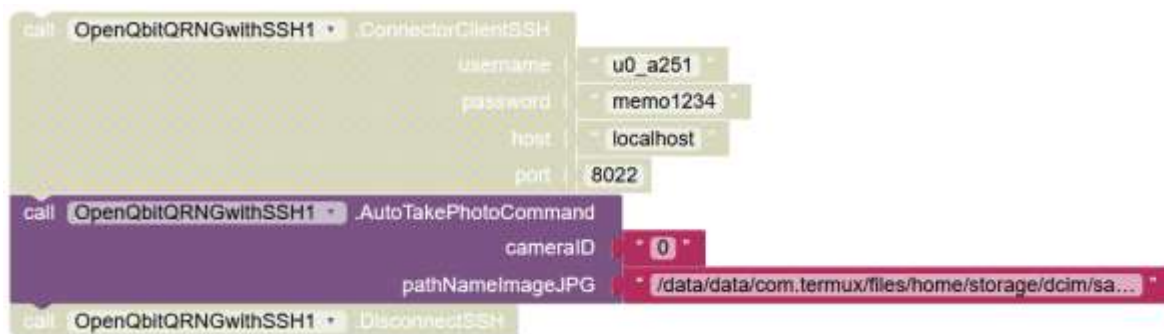 call OpenQbitQRNGwithSSH1 .ConnectorClientSSH
username " u0_a251 "
password " memo1234 "
host " localhost "
port 8022
call OpenQbitQRNGwithSSH1 .AutoTakePhotoCommand
cameraID " 0 "
pathNameImageJPG " /data/data/com.termux/files/home/storage/dcim/sa... "
call OpenQbitQRNGwithSSH1 .DisconnectSSH